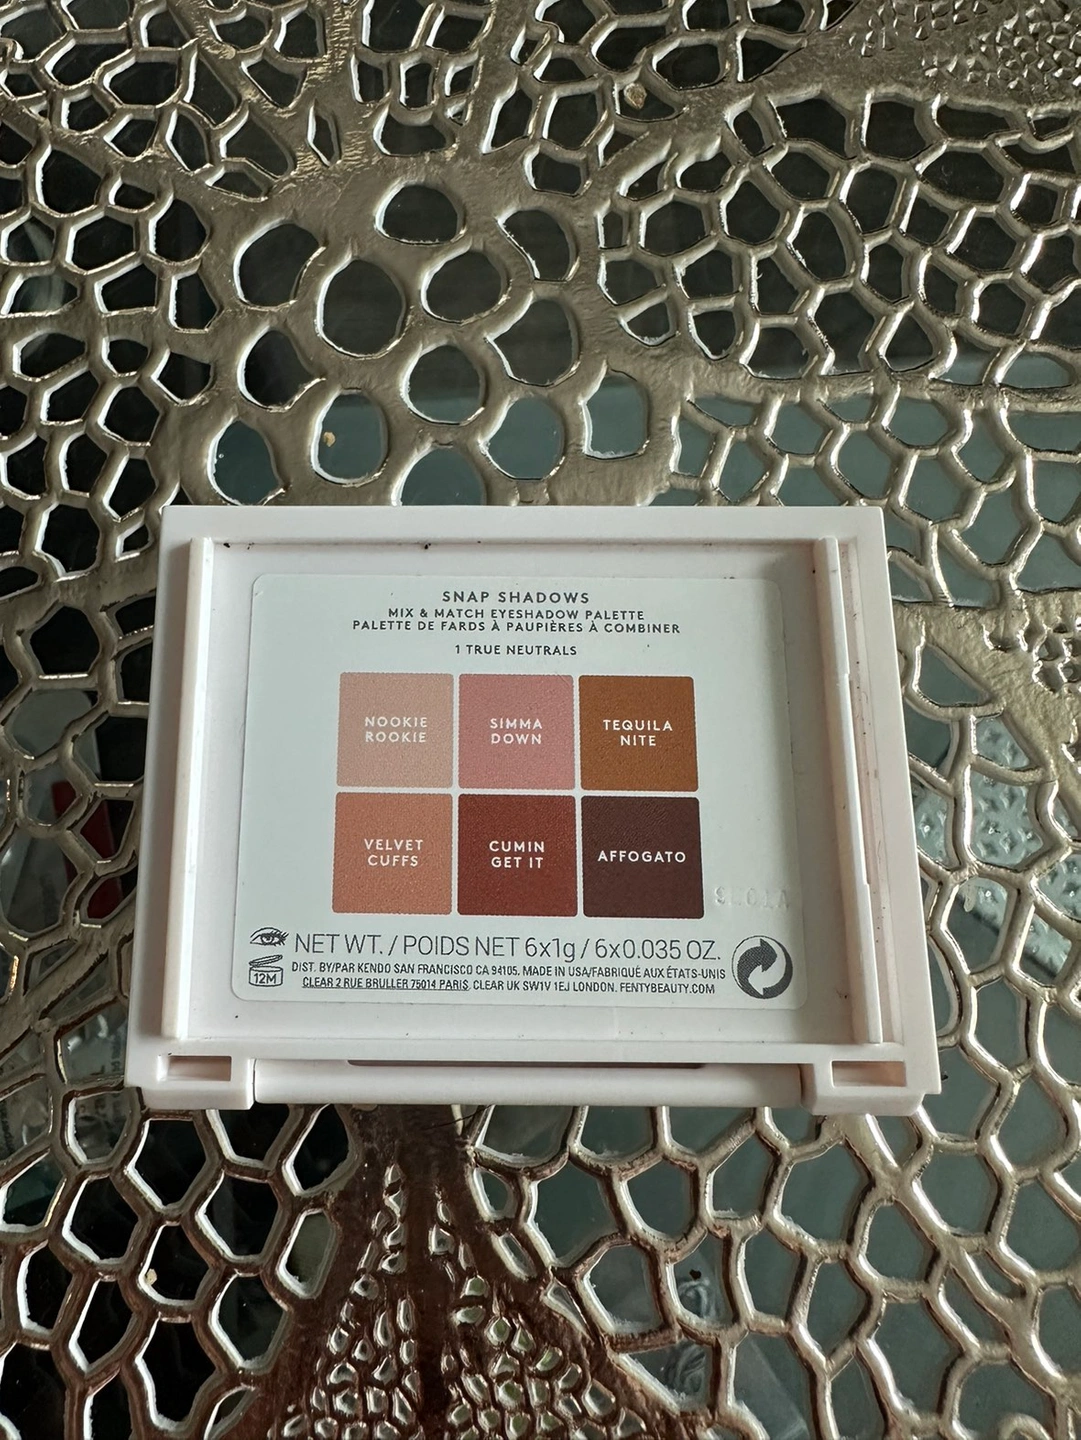 SNAP SHADOWS
MIX & MATCH EYESHADOW PALETTE
PALETTE DE FARDS À PAUPIÈRES À COMBINER
1 TRUE NEUTRALS
NOOKIE
ROOKIE
SIMMA
DOWN
TEQUILA
NITE
VELVET
CUFFS
CUMIN
GET IT
AFFOGATO
NET WT. / POIDS NET 6x1g / 6x0.035 OZ.
12M
DIST. BY/PAR KENDO SAN FRANCISCO CA 94105. MADE IN USA/FABRIQUÉ AUX ÉTATS-UNIS
CLEAR 2 RUE BRULLER 75014 PARIS. CLEAR UK SW1V 1EJ LONDON. FENTYBEAUTY.COM